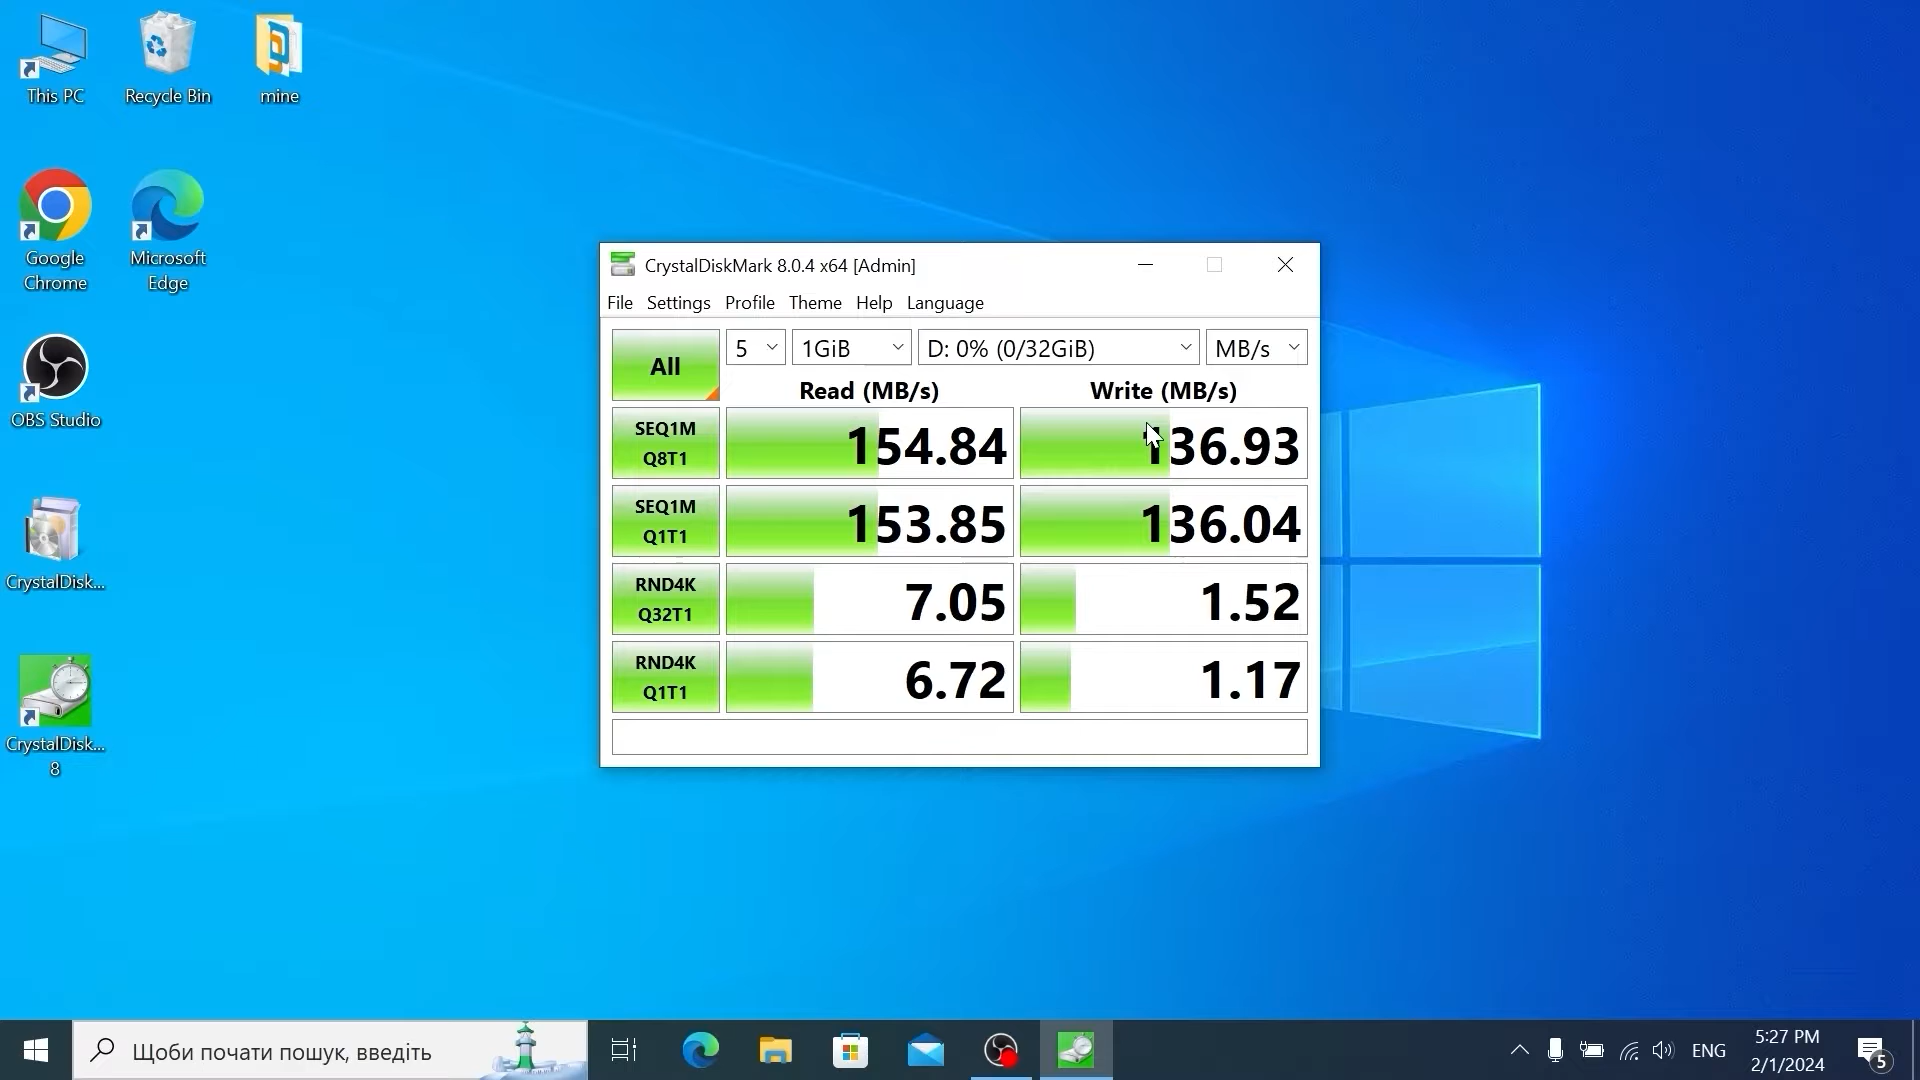 This PC
Recycle Bin
mine
Google
Chrome
Microsoft
Edge
OBS Studio
CrystalDisk...
CrystalDisk...
8
CrystalDiskMark 8.0.4 x64 [Admin]
File Settings Profile Theme Help Language
All
5
1GiB
D: 0% (0/32GiB)
MB/s
Read (MB/s)
Write (MB/s)
SEQ1M
Q8T1
154.84
136.93
SEQ1M
Q1T1
153.85
136.04
RND4K
Q32T1
7.05
1.52
RND4K
Q1T1
6.72
1.17
Щоби почати пошук, введіть
ENG
5:27 PM
2/1/2024
5